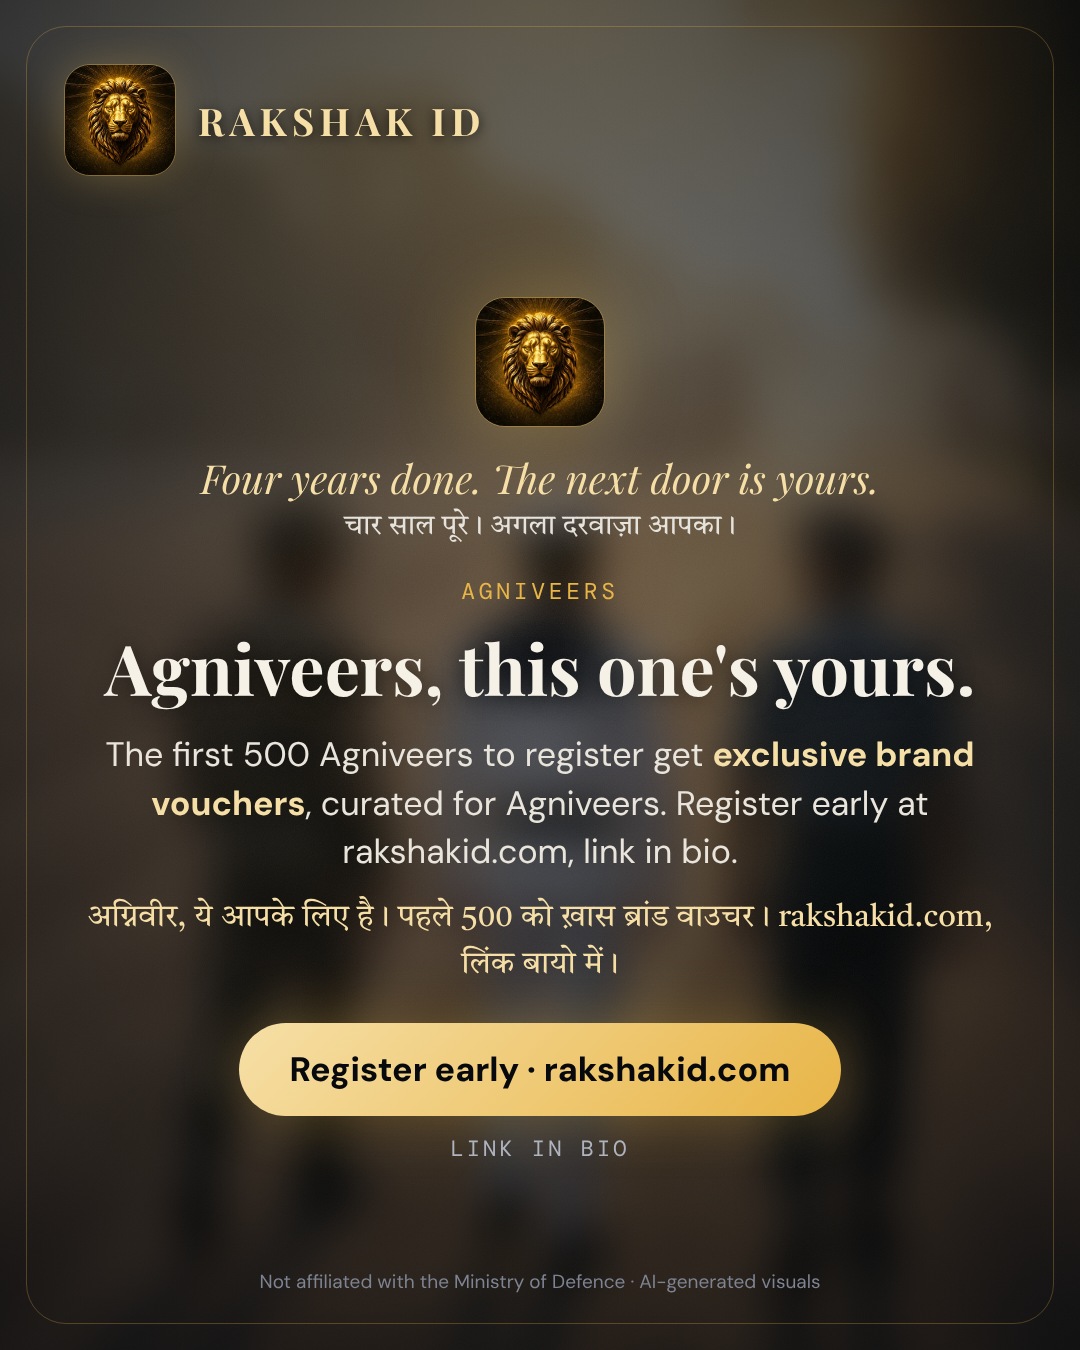 RAKSHAK ID
Four years done. The next door is yours.
चार साल पूरे। अगला दरवाज़ा आपका।
AGNIVEERS
Agniveers, this one's yours.
The first 500 Agniveers to register get exclusive brand
vouchers, curated for Agniveers. Register early at
rakshakid.com, link in bio.
अग्निवीर, ये आपके लिए है। पहले 500 को ख़ास ब्रांड वाउचर। rakshakid.com,
लिंक बायो में।
Register early · rakshakid.com
LINK IN BIO
Not affiliated with the Ministry of Defence · AI-generated visuals